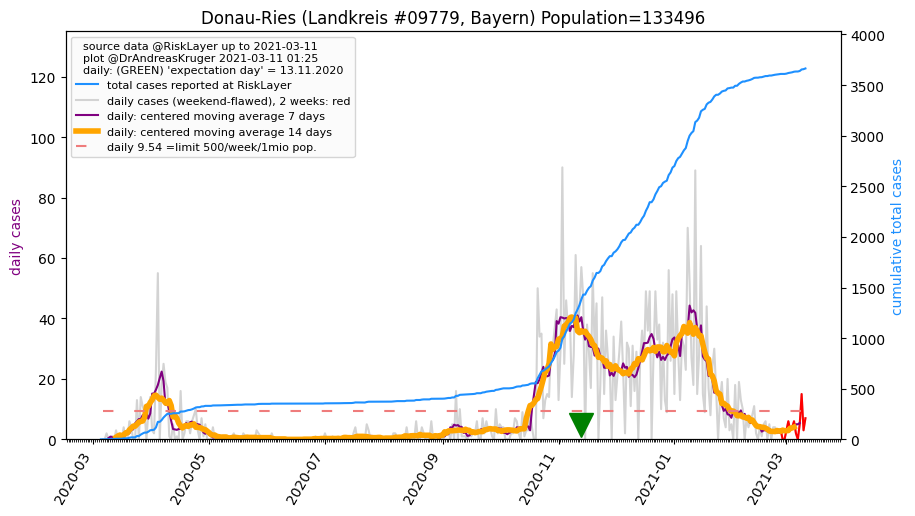 Donau-Ries (Landkreis #09779, Bayern) Population=133496
source data @RiskLayer up to 2021-03-11
plot @DrAndreasKruger 2021-03-11 01:25
daily: (GREEN) 'expectation day' = 13.11.2020
total cases reported at RiskLayer
daily cases (weekend-flawed), 2 weeks: red
daily: centered moving average 7 days
daily: centered moving average 14 days
daily 9.54 =limit 500/week/1mio pop.
daily cases
120
100
80
60
40
20
0
cumulative total cases
4000
3500
3000
2500
2000
1500
1000
500
0
2020-03
2020-05
2020-07
2020-09
2020-11
2021-01
2021-03